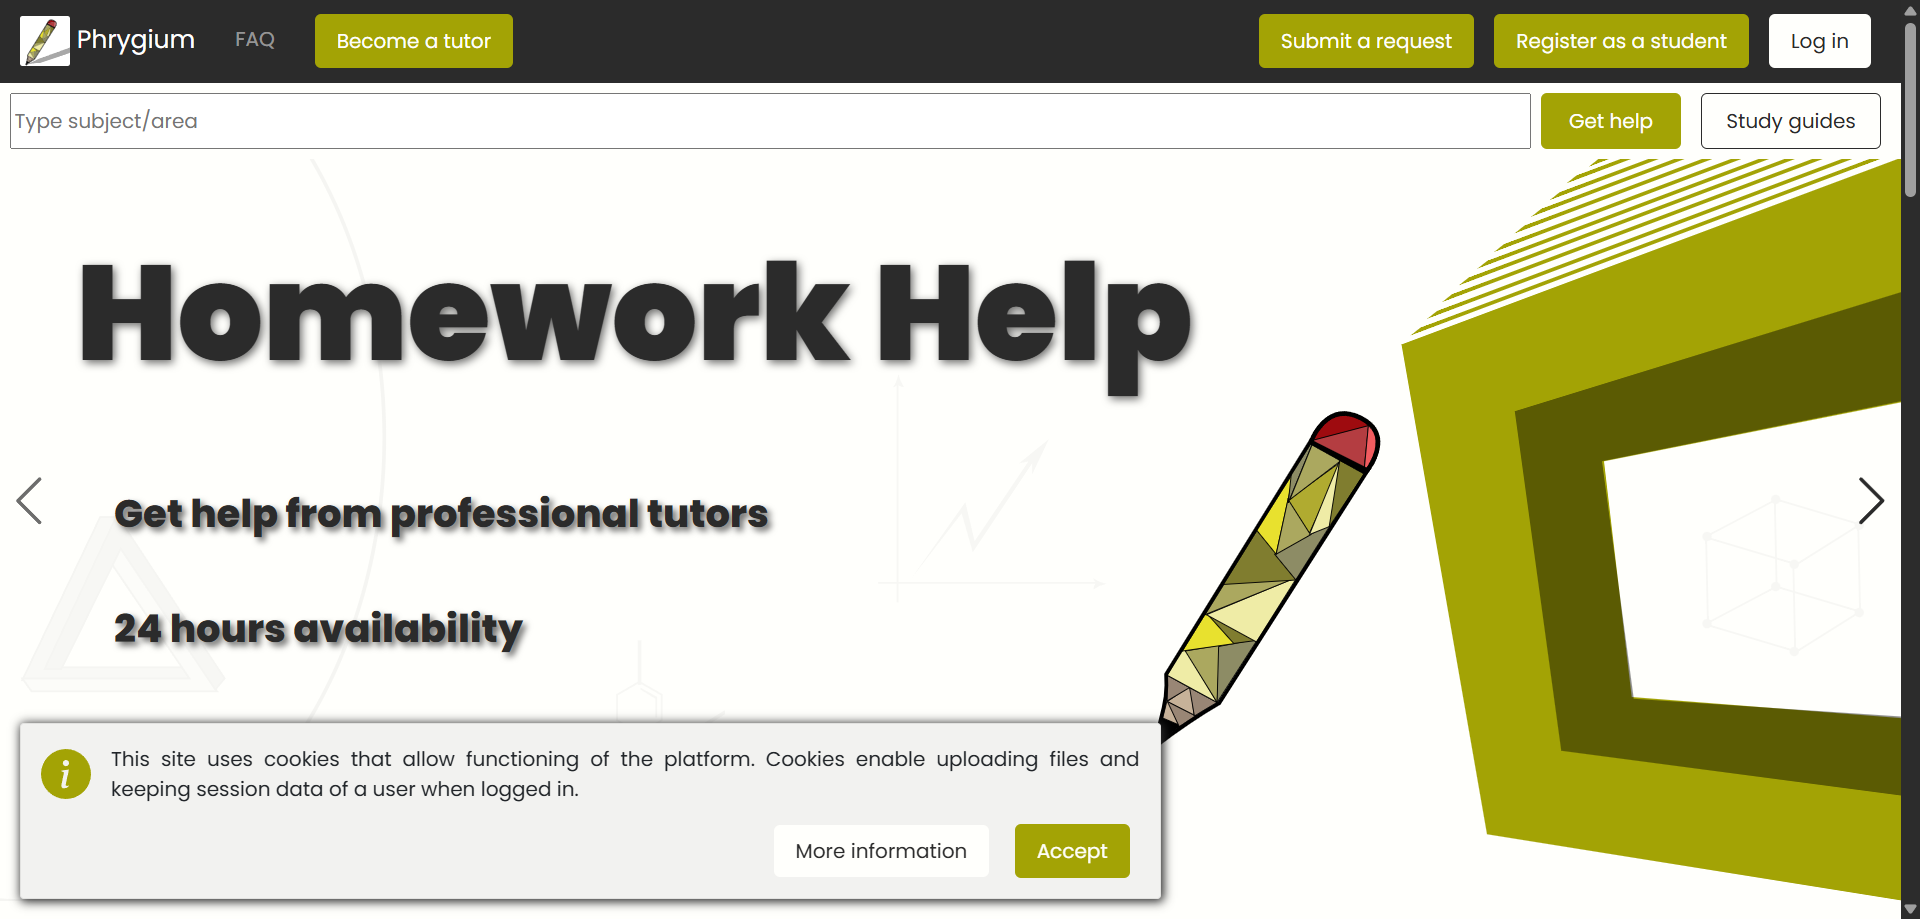 Phrygium
FAQ
Become a tutor
Submit a request
Register as a student
Log in
Type subject/area
Get help
Study guides
Homework Help
Get help from professional tutors
24 hours availability
i
This site uses cookies that allow functioning of the platform. Cookies enable uploading files and
keeping session data of a user when logged in.
More information
Accept